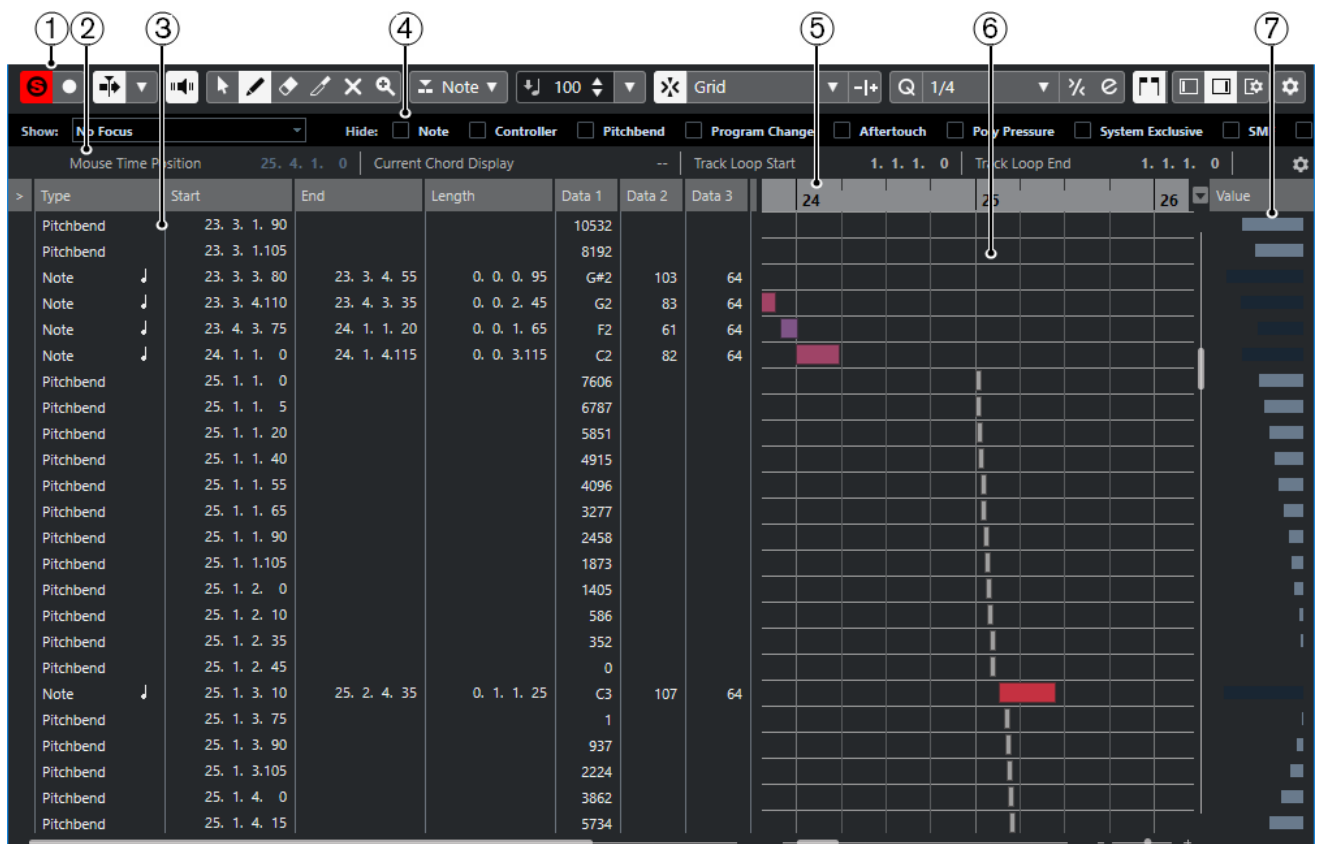 ① ② ③ ④ ⑤ ⑥ ⑦
S Note 100 Grid Q 1/4
Show: No Focus Hide: Note Controller Pitchbend Program Change Aftertouch Poly Pressure System Exclusive SM
Mouse Time Position 25. 4. 1. 0 Current Chord Display -- Track Loop Start 1. 1. 1. 0 Track Loop End 1. 1. 1. 0
> Type Start End Length Data 1 Data 2 Data 3 24 25 26 Value
Pitchbend 23. 3. 1. 90 10532
Pitchbend 23. 3. 1.105 8192
Note 23. 3. 3. 80 23. 3. 4. 55 0. 0. 0. 95 G#2 103 64
Note 23. 3. 4.110 23. 4. 3. 35 0. 0. 2. 45 G2 83 64
Note 23. 4. 3. 75 24. 1. 1. 20 0. 0. 1. 65 F2 61 64
Note 24. 1. 1. 0 24. 1. 4.115 0. 0. 3.115 C2 82 64
Pitchbend 25. 1. 1. 0 7606
Pitchbend 25. 1. 1. 5 6787
Pitchbend 25. 1. 1. 20 5851
Pitchbend 25. 1. 1. 40 4915
Pitchbend 25. 1. 1. 55 4096
Pitchbend 25. 1. 1. 65 3277
Pitchbend 25. 1. 1. 90 2458
Pitchbend 25. 1. 1.105 1873
Pitchbend 25. 1. 2. 0 1405
Pitchbend 25. 1. 2. 10 586
Pitchbend 25. 1. 2. 35 352
Pitchbend 25. 1. 2. 45 0
Note 25. 1. 3. 10 25. 2. 4. 35 0. 1. 1. 25 C3 107 64
Pitchbend 25. 1. 3. 75 1
Pitchbend 25. 1. 3. 90 937
Pitchbend 25. 1. 3.105 2224
Pitchbend 25. 1. 4. 0 3862
Pitchbend 25. 1. 4. 15 5734